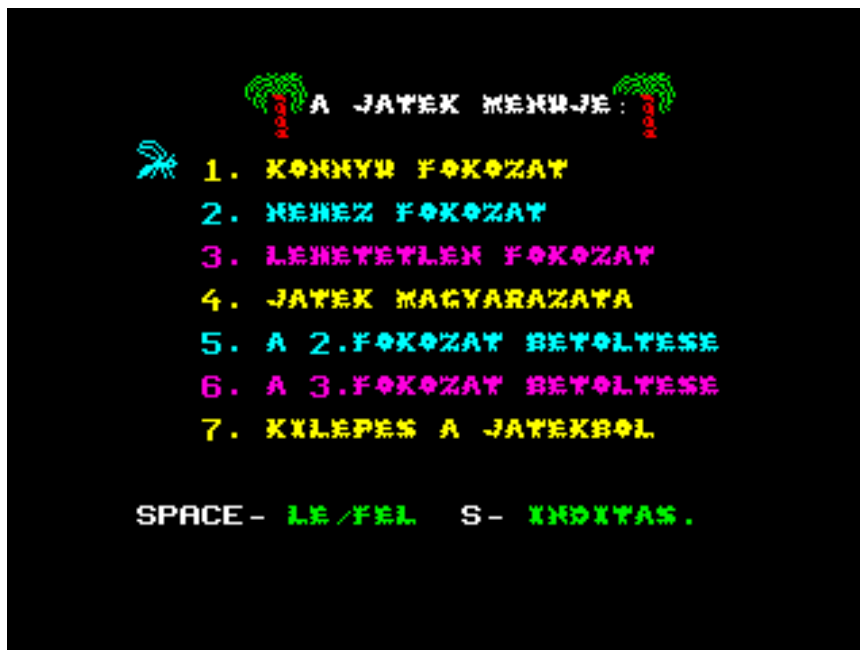 A JATEK MENUJE:
1. KONNYU FOKOZAT
2. NEHEZ FOKOZAT
3. LEHETETLEN FOKOZAT
4. JATEK MAGYARAZATA
5. A 2.FOKOZAT BETOLTESE
6. A 3.FOKOZAT BETOLTESE
7. KILEPES A JATEKBOL
SPACE- LE/FEL S- INDITAS.